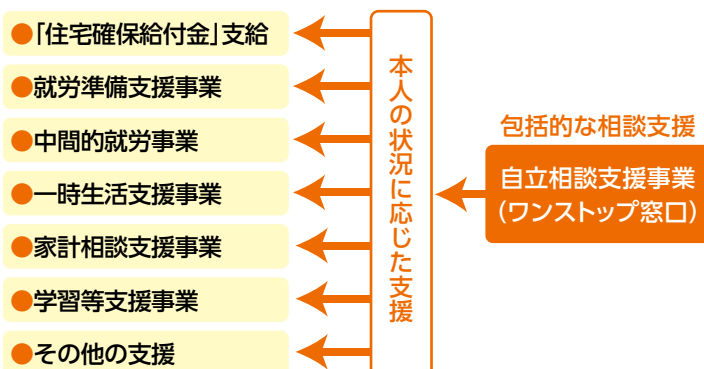 ●「住宅確保給付金」支給
●就労準備支援事業
●中間的就労事業
●一時生活支援事業
●家計相談支援事業
●学習等支援事業
●その他の支援
本人の状況に応じた支援
包括的な相談支援
自立相談支援事業
(ワンストップ窓口)